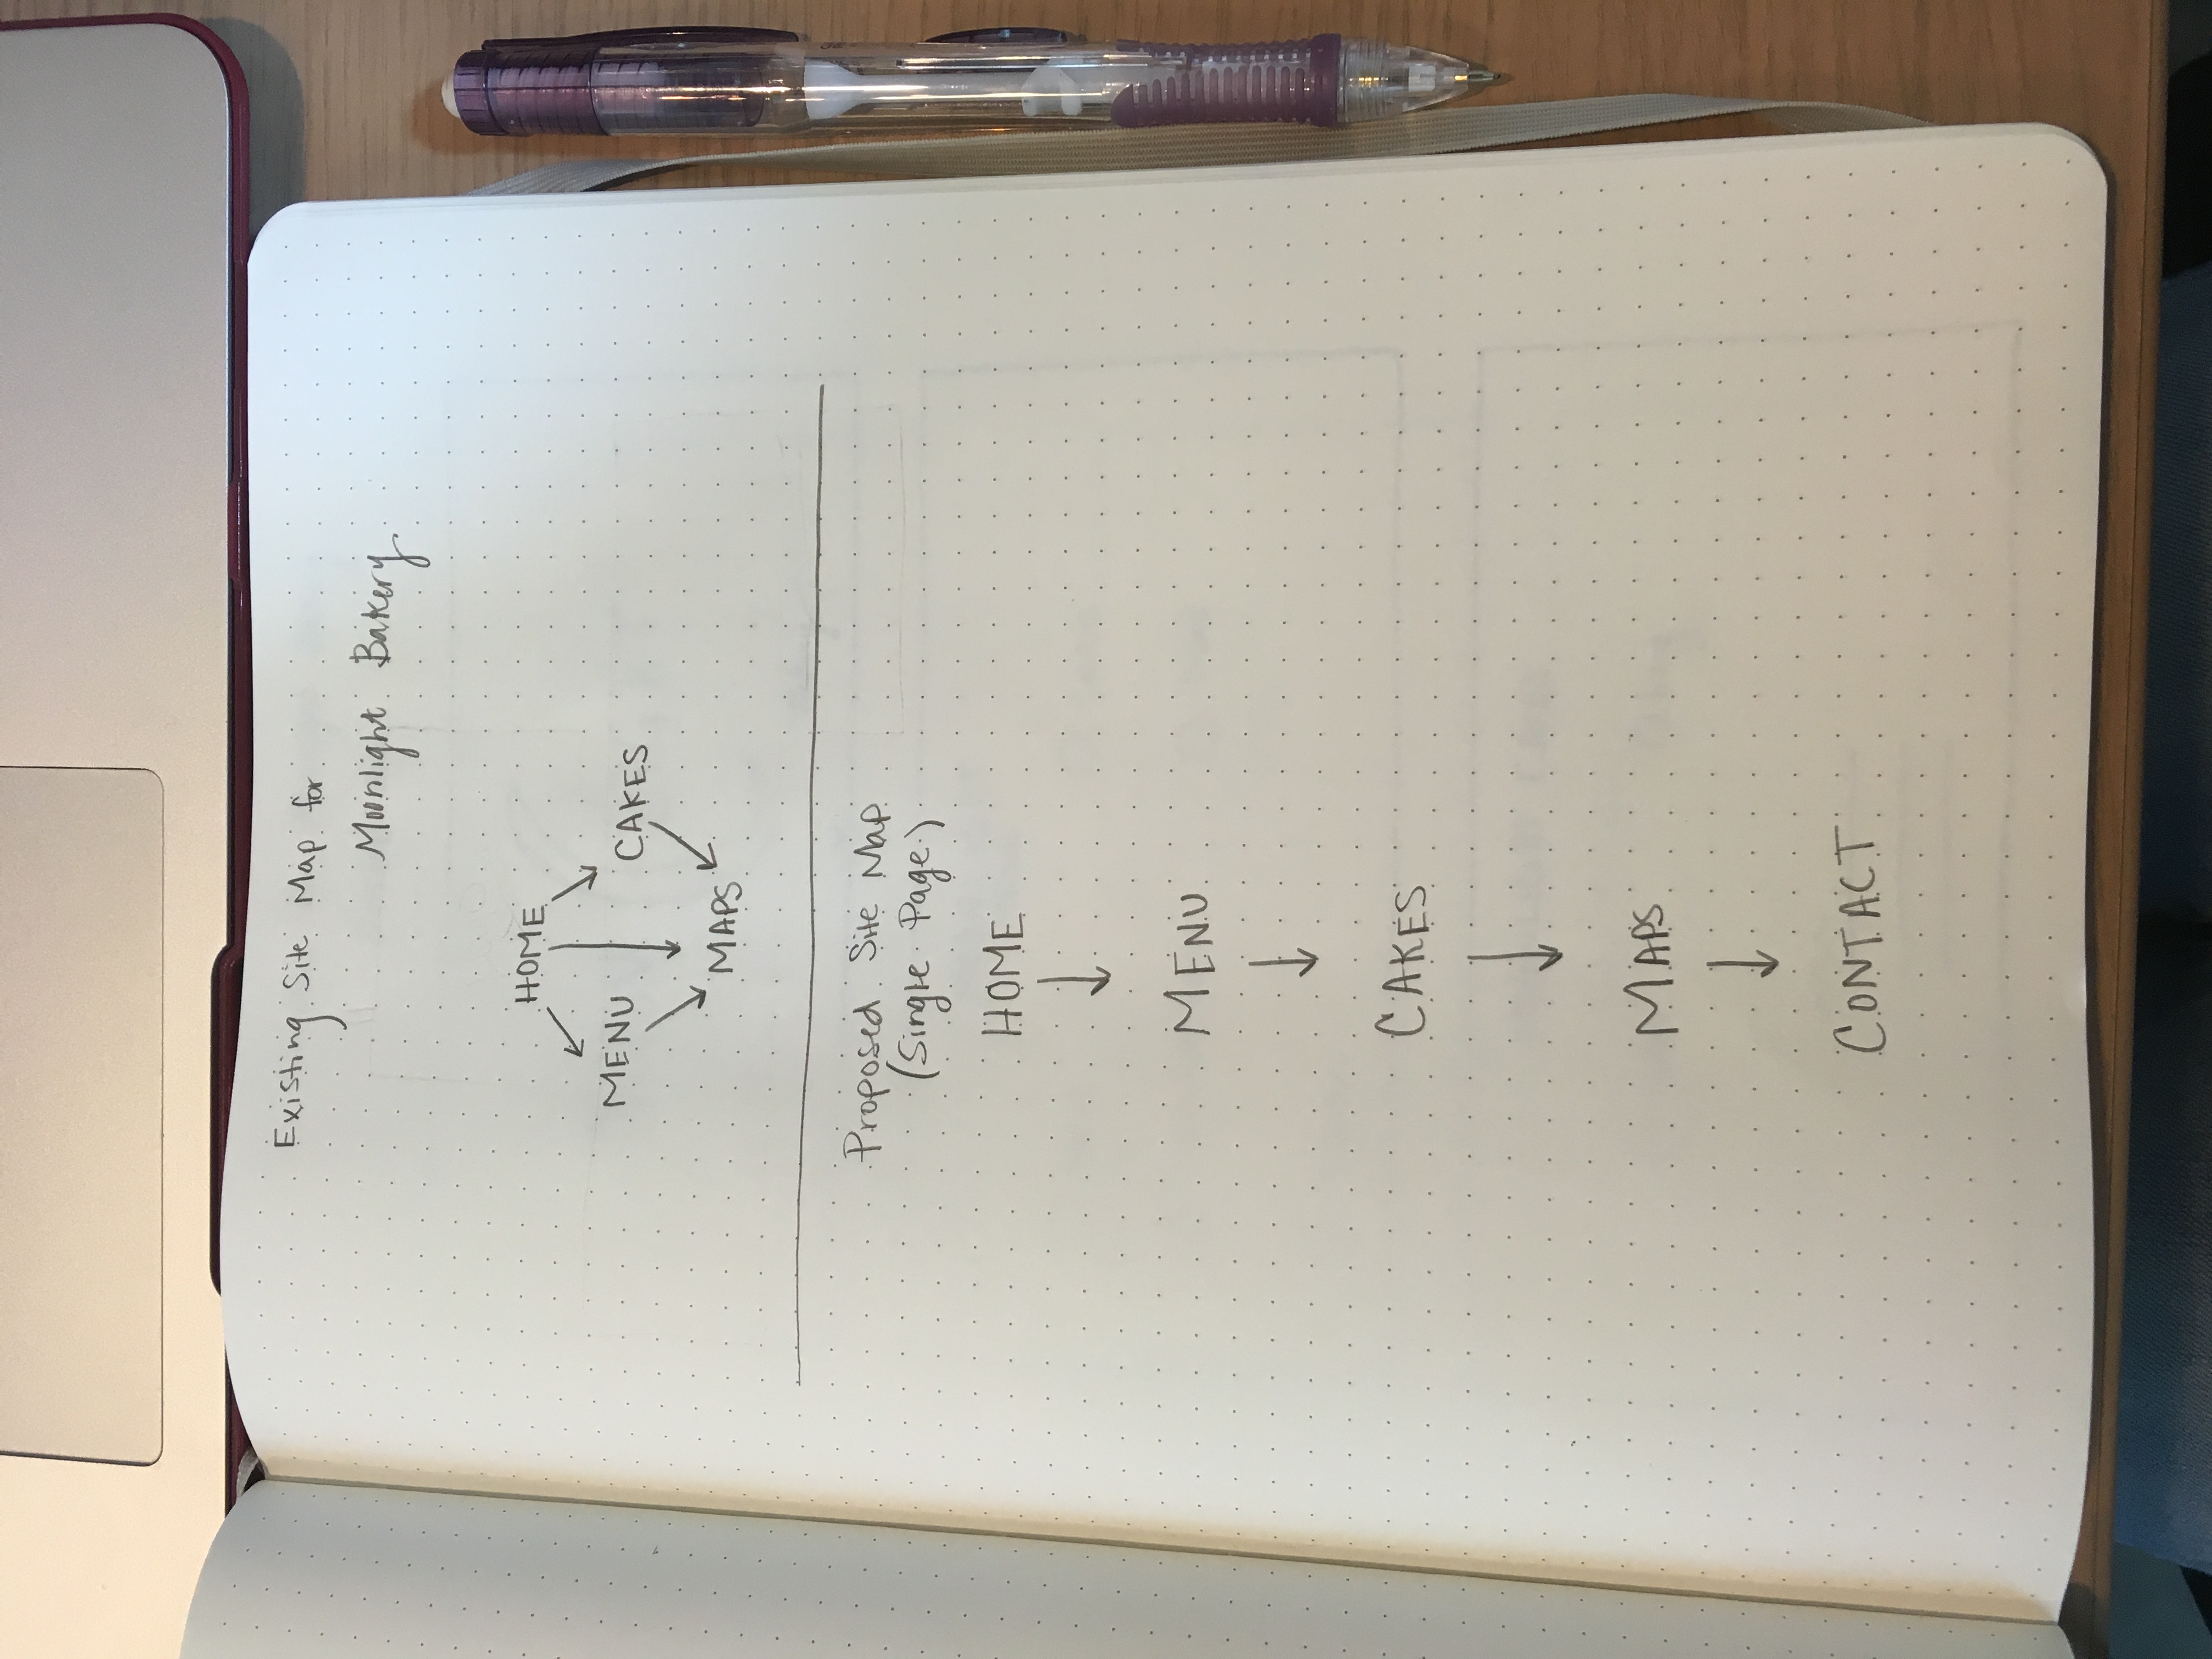 Existing Site Map for
Moonlight Bakery
HOME
MENU
CAKES
MAPS
Proposed Site Map
(Single Page)
HOME
MENU
CAKES
MAPS
CONTACT